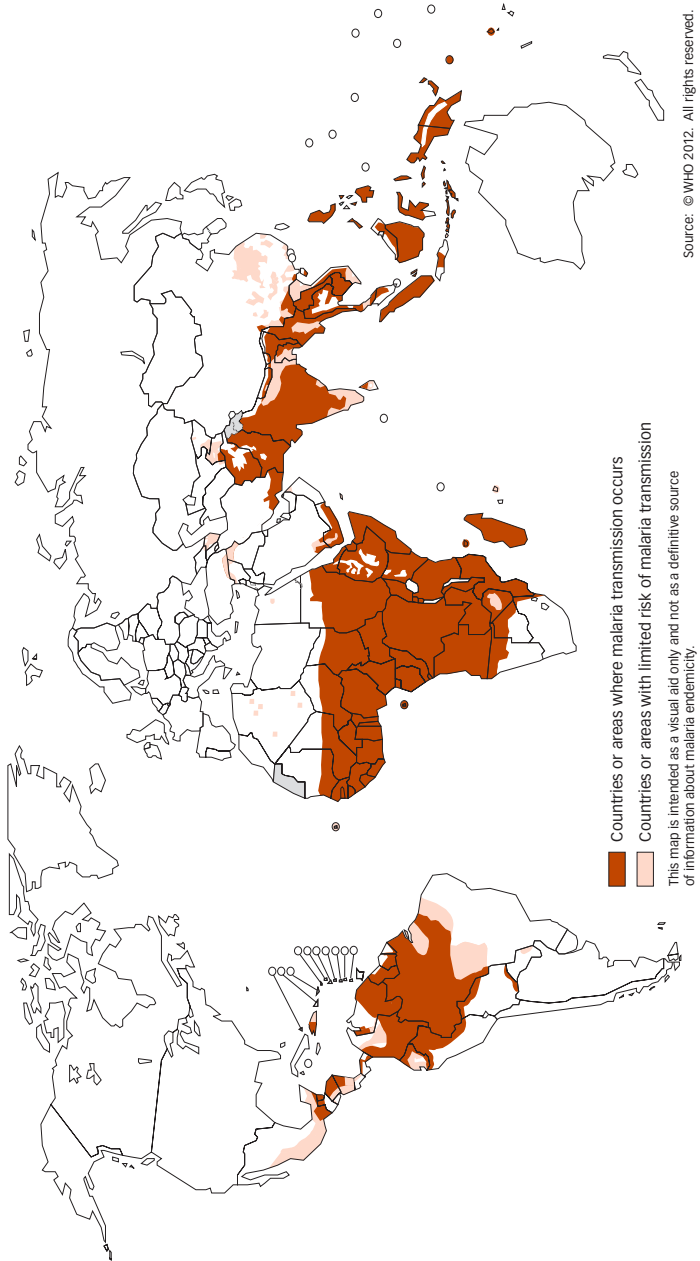 Countries or areas where malaria transmission occurs
Countries or areas with limited risk of malaria transmission
This map is intended as a visual aid only and not as a definitive source
of information about malaria endemicity.
Source: © WHO 2012. All rights reserved.